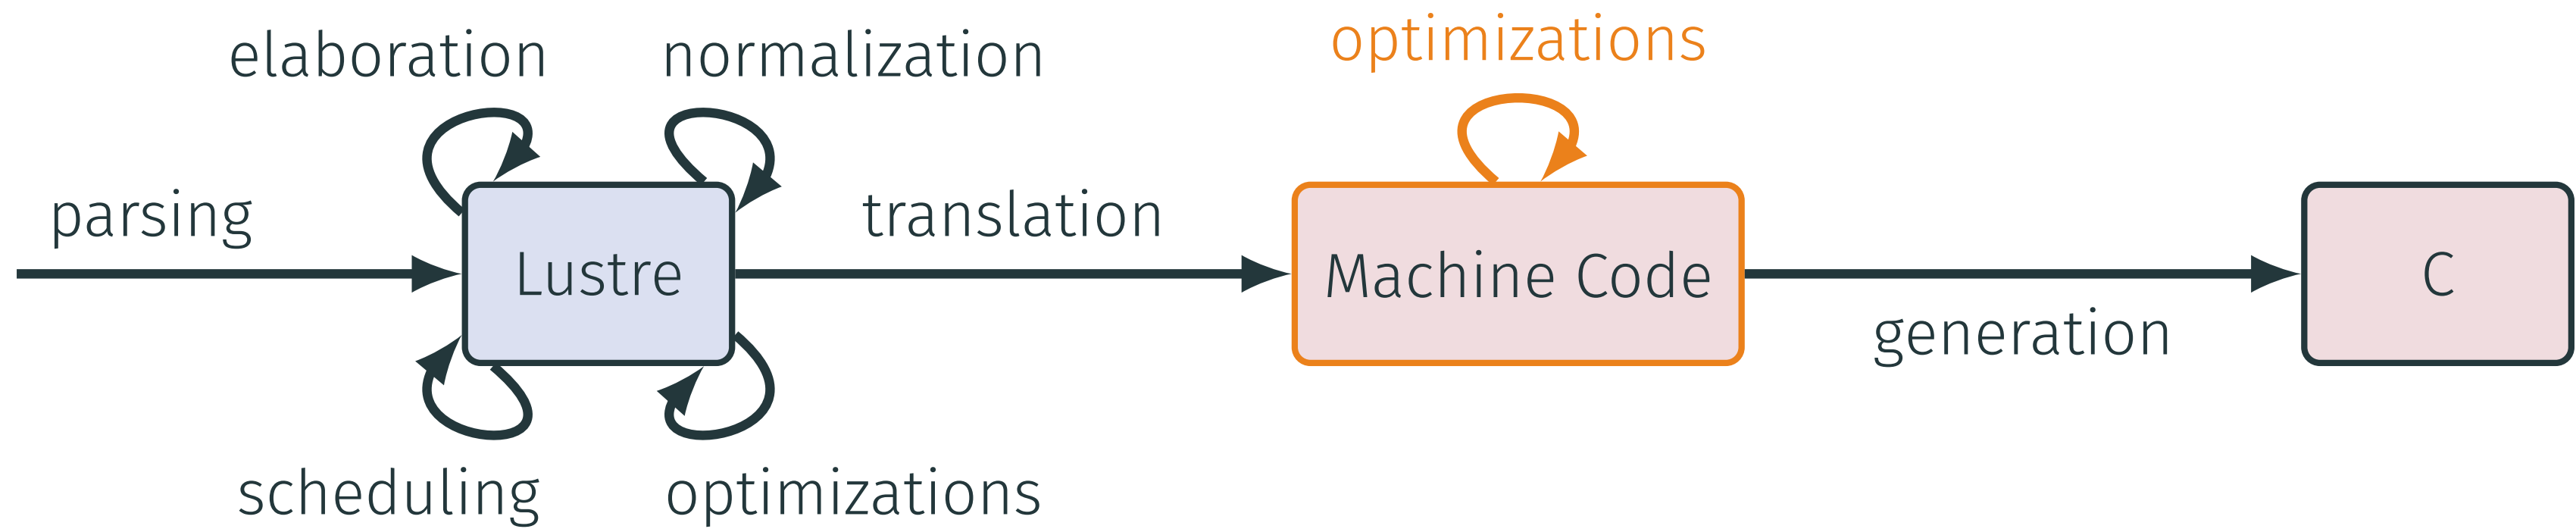 elaboration
normalization
optimizations
parsing
translation
Lustre
Machine Code
C
generation
scheduling
optimizations